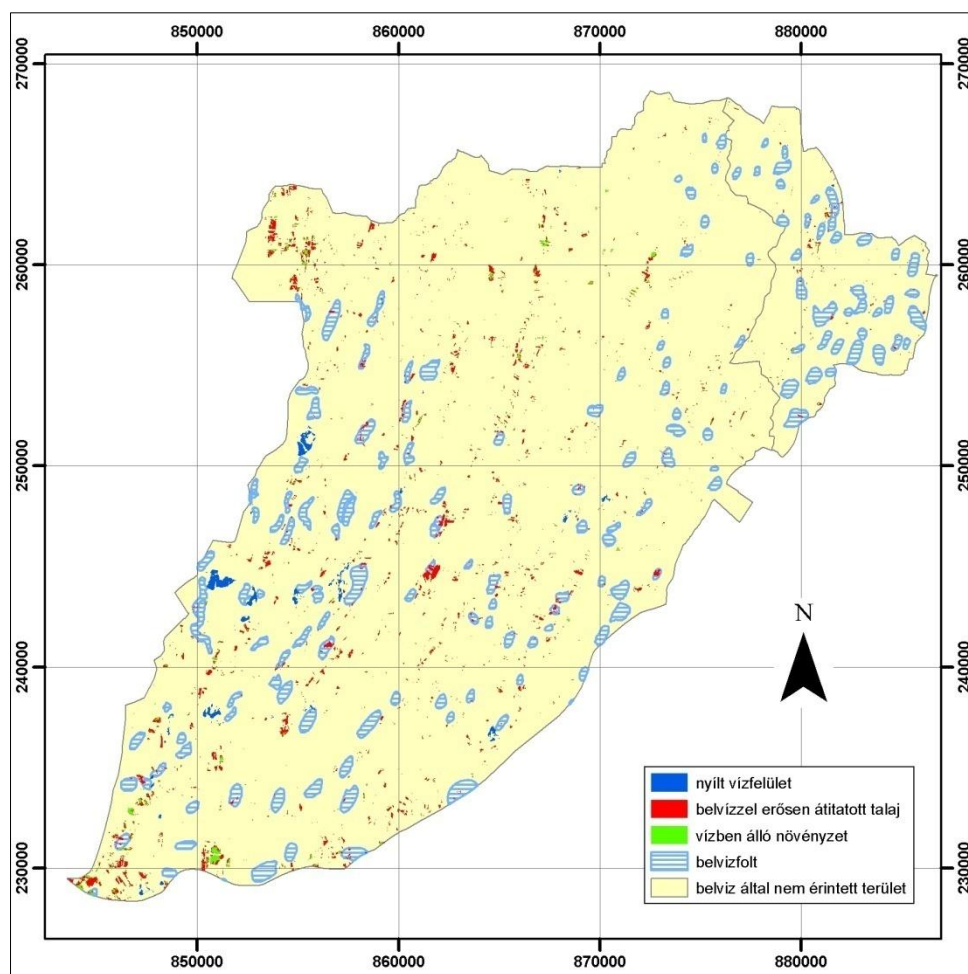 850000 860000 870000 880000
270000 270000
260000 260000
250000 250000
240000 240000
230000 230000
N
nyílt vízfelület
belvízzel erősen átitatott talaj
vízben álló növényzet
belvízfolt
belvíz által nem érintett terület
850000 860000 870000 880000